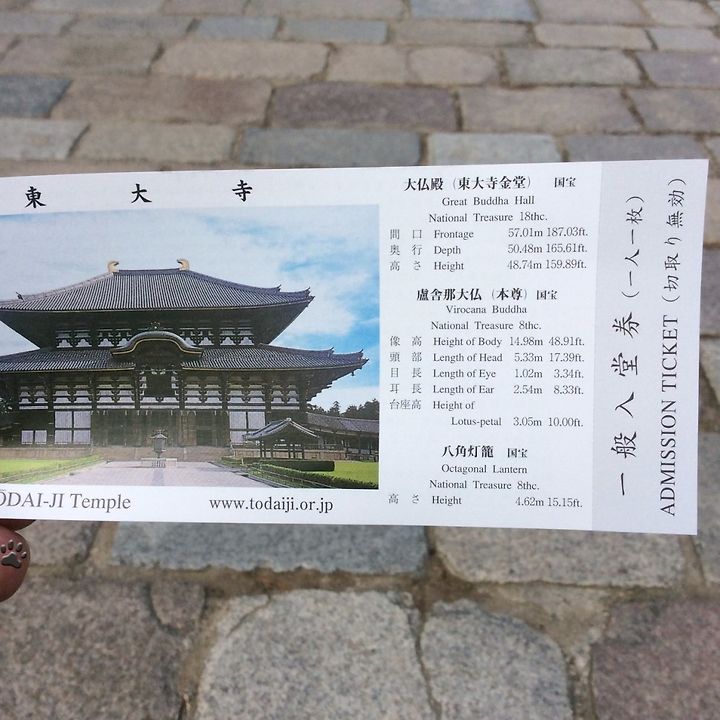 東大寺
ŌDAI-JI Temple www.todaiji.or.jp
大仏殿（東大寺金堂） 国宝
Great Buddha Hall
National Treasure 18thc.
間口 Frontage 57.01m 187.03ft.
奥行 Depth 50.48m 165.61ft.
高さ Height 48.74m 159.89ft.
盧舎那大仏（本尊） 国宝
Virocana Buddha
National Treasure 8thc.
像高 Height of Body 14.98m 48.91ft.
頭部 Length of Head 5.33m 17.39ft.
目長 Length of Eye 1.02m 3.34ft.
耳長 Length of Ear 2.54m 8.33ft.
台座高 Height of
Lotus-petal 3.05m 10.00ft.
八角灯籠 国宝
Octagonal Lantern
National Treasure 8thc.
高さ Height 4.62m 15.15ft.
一般入堂券（一人一枚）
ADMISSION TICKET（切取り無効）